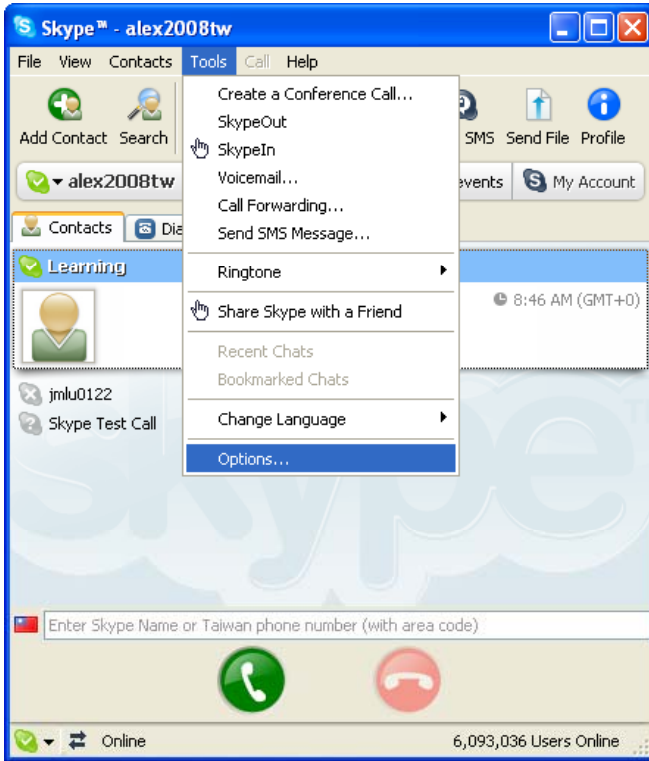 Skype™ - alex2008tw
File View Contacts Tools Call Help
Add Contact Search SMS Send File Profile
alex2008tw events My Account
Contacts Dia
Create a Conference Call...
SkypeOut
SkypeIn
Voicemail...
Call Forwarding...
Send SMS Message...
Ringtone
Share Skype with a Friend
Recent Chats
Bookmarked Chats
Change Language
Options...
Learning
8:46 AM (GMT+0)
jmlu0122
Skype Test Call
skype
Enter Skype Name or Taiwan phone number (with area code)
Online 6,093,036 Users Online